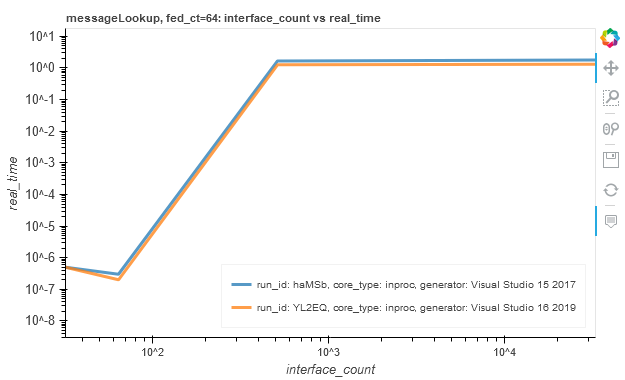 messageLookup, fed_ct=64: interface_count vs real_time
10^1
10^0
10^-1
10^-2
10^-3
10^-4
10^-5
10^-6
10^-7
10^-8
real_time
run_id: haMSb, core_type: inproc, generator: Visual Studio 15 2017
run_id: YL2EQ, core_type: inproc, generator: Visual Studio 16 2019
10^2
10^3
10^4
interface_count